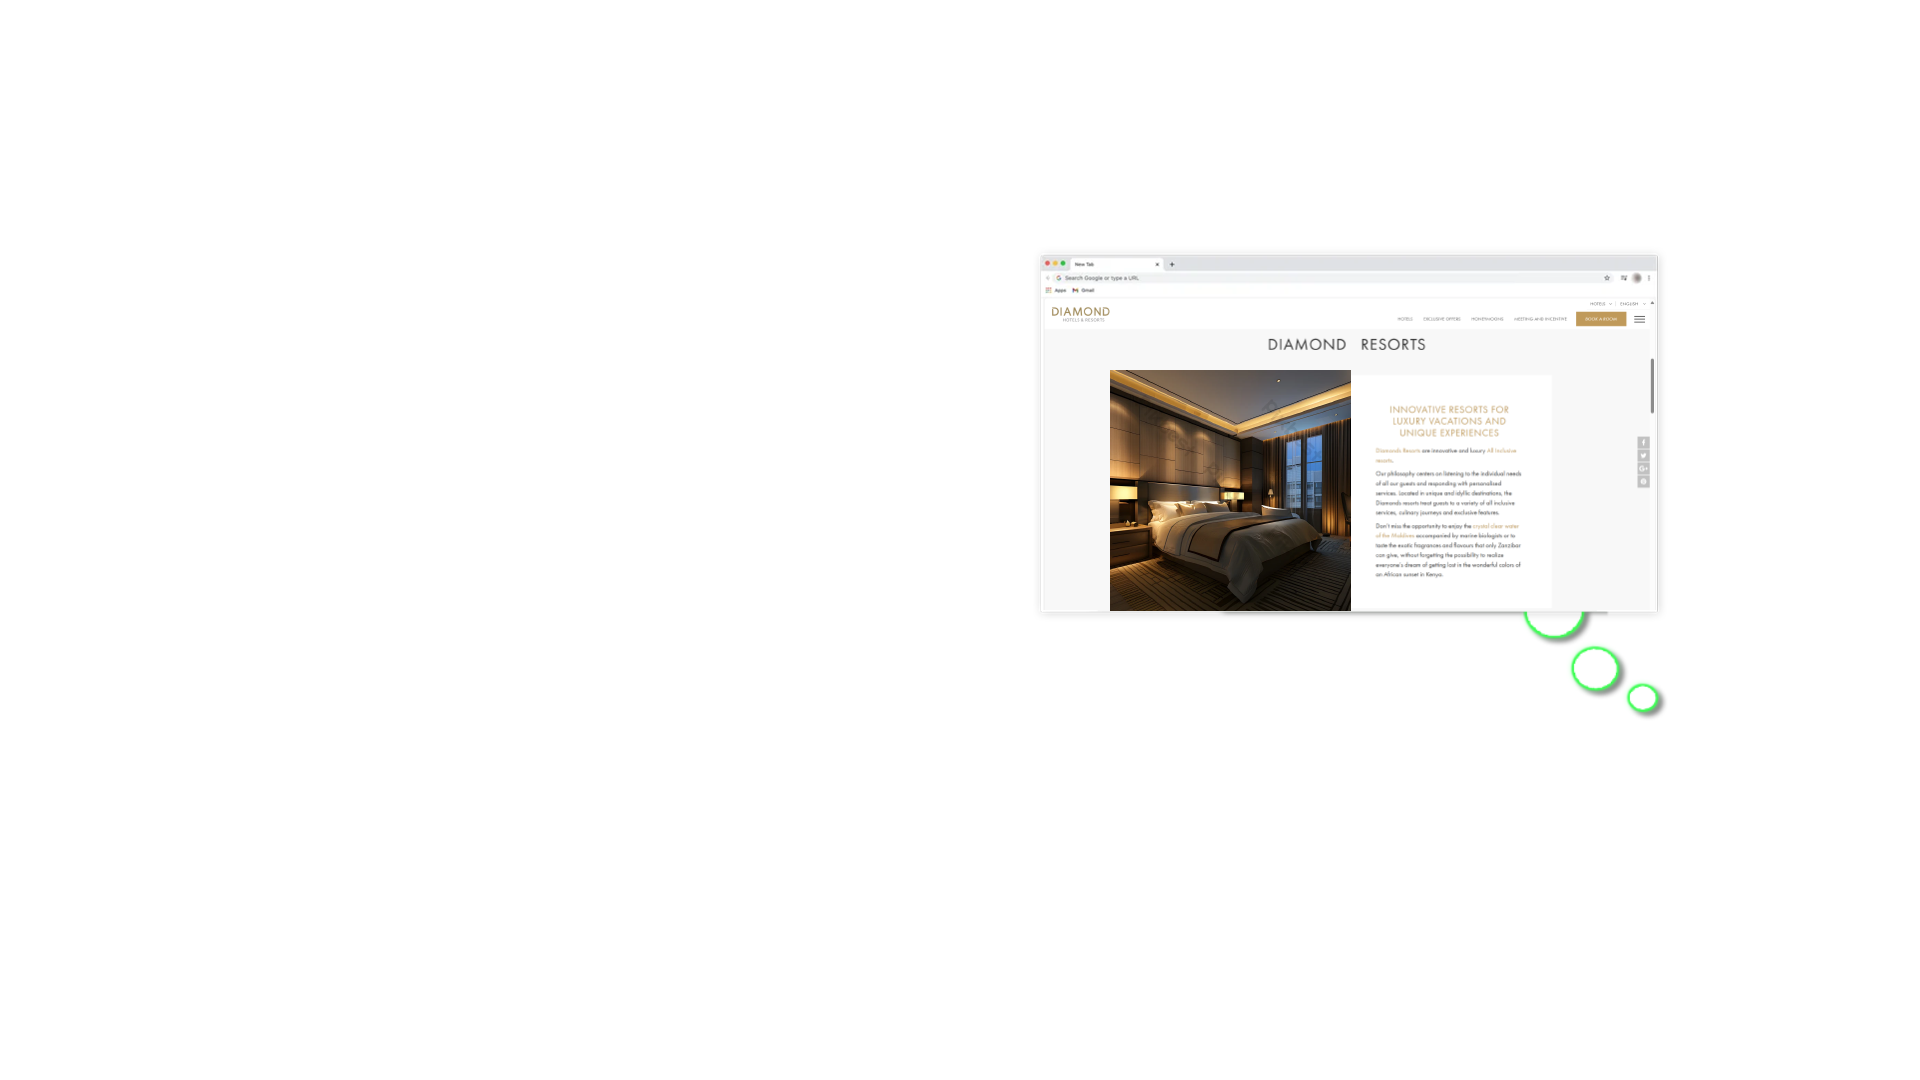 New Tab
Search Google or type a URL
Apps Gmail
HOTELS ENGLISH
DIAMOND
HOTELS & RESORTS
HOTELS EXCLUSIVE OFFERS HONEYMOONS MEETING AND INCENTIVE BOOK A ROOM
DIAMOND RESORTS
INNOVATIVE RESORTS FOR
LUXURY VACATIONS AND
UNIQUE EXPERIENCES
Diamonds Resorts are innovative and luxury All Inclusive
resorts.
Our philosophy centers on listening to the individual needs
of all our guests and responding with personalised
services. Located in unique and idyllic destinations, the
Diamonds resorts treat guests to a variety of all inclusive
services, culinary journeys and exclusive features.
Don't miss the opportunity to enjoy the crystal clear water
of the Maldives accompanied by marine biologists or to
taste the exotic fragrances and flavours that only Zanzibar
can give, without forgetting the possibility to realize
everyone's dream of getting lost in the wonderful colors of
an African sunset in Kenya.